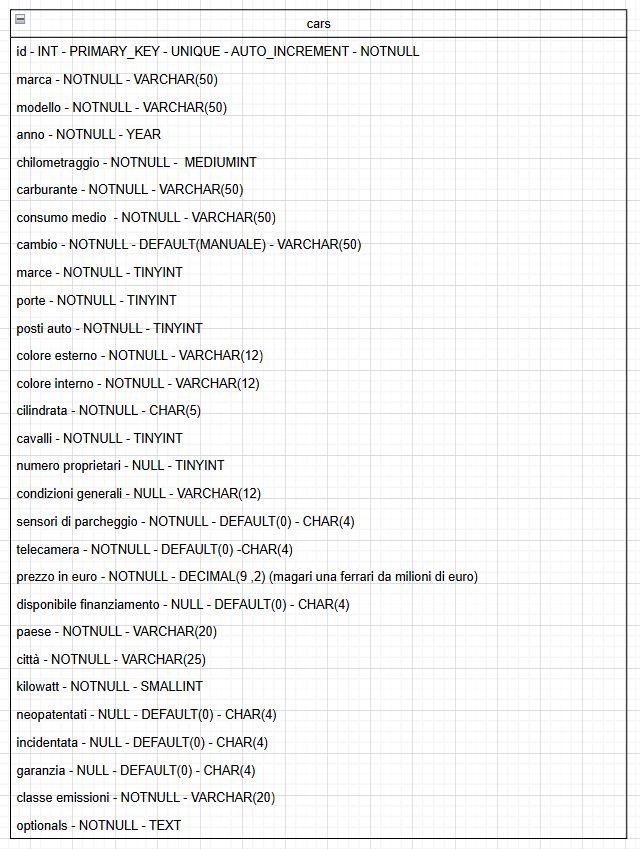 cars
id - INT - PRIMARY_KEY - UNIQUE - AUTO_INCREMENT - NOTNULL
marca - NOTNULL - VARCHAR(50)
modello - NOTNULL - VARCHAR(50)
anno - NOTNULL - YEAR
chilometraggio - NOTNULL -  MEDIUMINT
carburante - NOTNULL - VARCHAR(50)
consumo medio  - NOTNULL - VARCHAR(50)
cambio - NOTNULL - DEFAULT(MANUALE) - VARCHAR(50)
marce - NOTNULL - TINYINT
porte - NOTNULL - TINYINT
posti auto - NOTNULL - TINYINT
colore esterno - NOTNULL - VARCHAR(12)
colore interno - NOTNULL - VARCHAR(12)
cilindrata - NOTNULL - CHAR(5)
cavalli - NOTNULL - TINYINT
numero proprietari - NULL - TINYINT
condizioni generali - NULL - VARCHAR(12)
sensori di parcheggio - NOTNULL - DEFAULT(0) - CHAR(4)
telecamera - NOTNULL - DEFAULT(0) -CHAR(4)
prezzo in euro - NOTNULL - DECIMAL(9 ,2) (magari una ferrari da milioni di euro)
disponibile finanziamento - NULL - DEFAULT(0) - CHAR(4)
paese - NOTNULL - VARCHAR(20)
città - NOTNULL - VARCHAR(25)
kilowatt - NOTNULL - SMALLINT
neopatentati - NULL - DEFAULT(0) - CHAR(4)
incidentata - NULL - DEFAULT(0) - CHAR(4)
garanzia - NULL - DEFAULT(0) - CHAR(4)
classe emissioni - NOTNULL - VARCHAR(20)
optionals - NOTNULL - TEXT